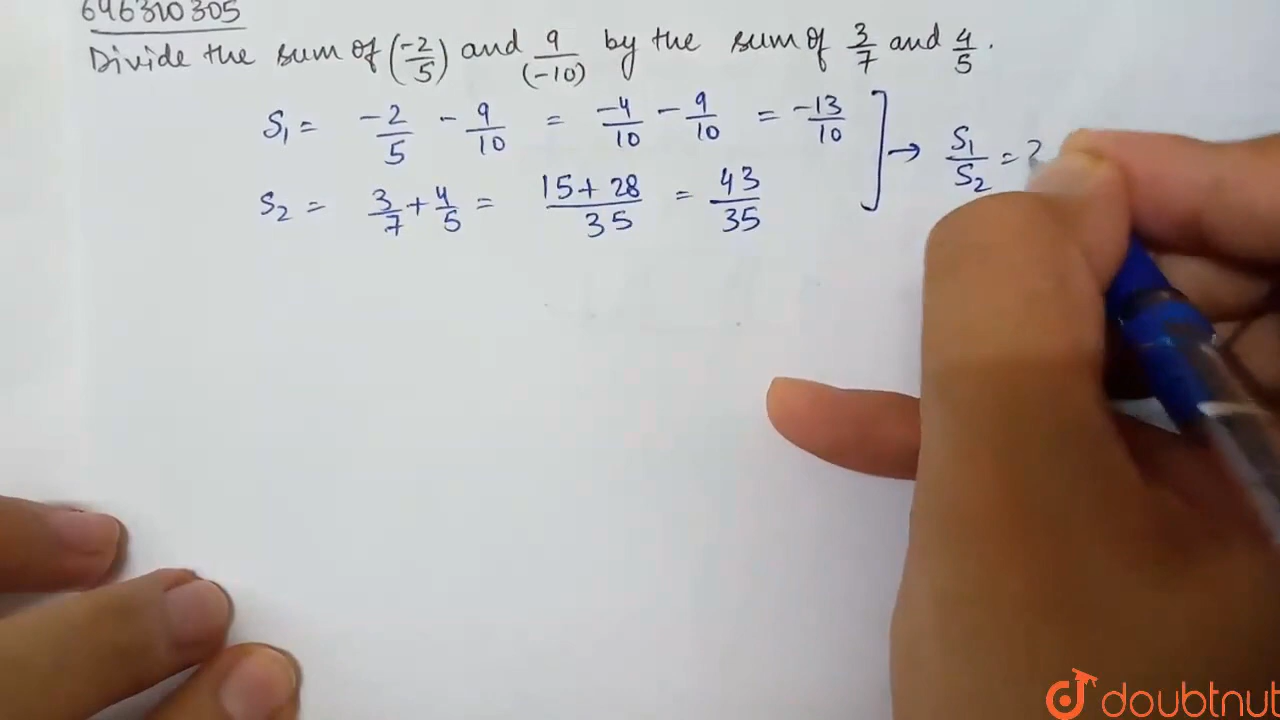 646310305
Divide the sum of (-2/5) and 9/(-10) by the sum of 3/7 and 4/5 .
S₁ = -2/5 - 9/10 = -4/10 - 9/10 = -13/10
S₂ = 3/7 + 4/5 = 15+28/35 = 43/35
→ S₁/S₂ = ?
doubtnut